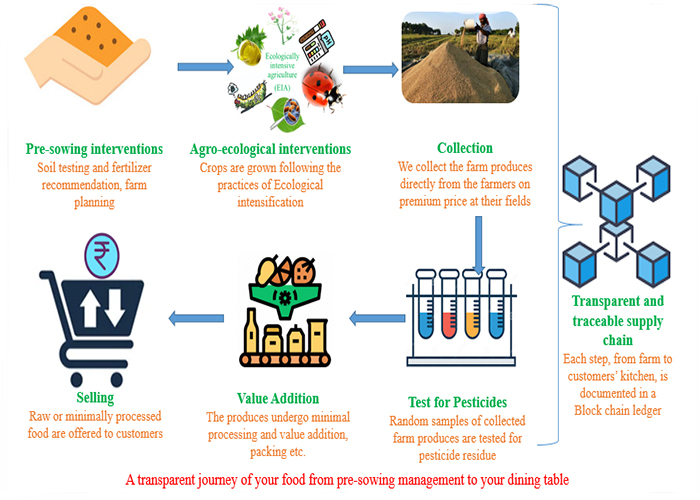 Ecologically
intensive
agriculture
(EIA)
PH
Pre-sowing interventions
Soil testing and fertilizer
recommendation, farm
planning
Agro-ecological interventions
Crops are grown following the
practices of Ecological
intensification
Collection
We collect the farm produces
directly from the farmers on
premium price at their fields
Transparent and
traceable supply
chain
Each step, from farm to
customers' kitchen, is
documented in a
Block chain ledger
₹
Selling
Raw or minimally processed
food are offered to customers
Value Addition
The produces undergo minimal
processing and value addition,
packing etc.
Test for Pesticides
Random samples of collected
farm produces are tested for
pesticide residue
A transparent journey of your food from pre-sowing management to your dining table